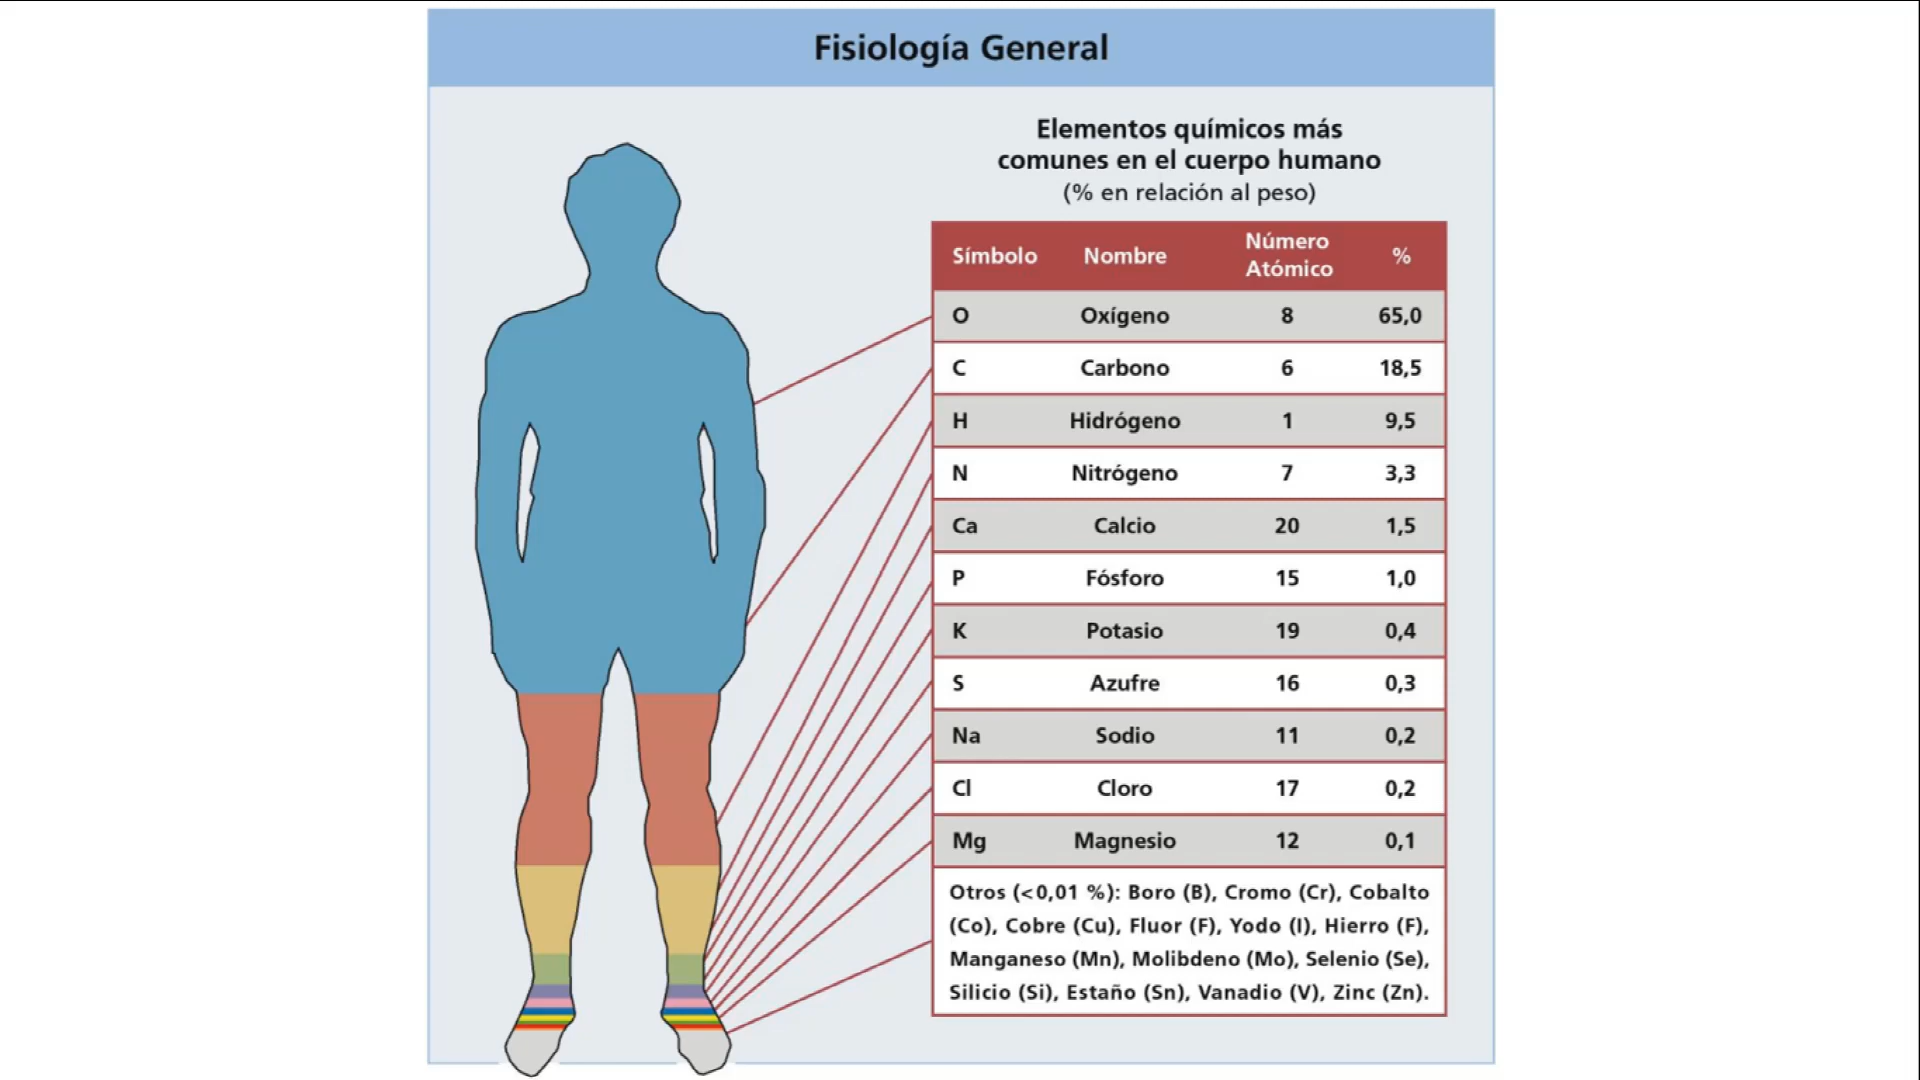 Fisiología General
Elementos químicos más
comunes en el cuerpo humano
(% en relación al peso)
Símbolo Nombre Número Atómico %
O Oxígeno 8 65,0
C Carbono 6 18,5
H Hidrógeno 1 9,5
N Nitrógeno 7 3,3
Ca Calcio 20 1,5
P Fósforo 15 1,0
K Potasio 19 0,4
S Azufre 16 0,3
Na Sodio 11 0,2
Cl Cloro 17 0,2
Mg Magnesio 12 0,1
Otros (<0,01 %): Boro (B), Cromo (Cr), Cobalto
(Co), Cobre (Cu), Fluor (F), Yodo (I), Hierro (F),
Manganeso (Mn), Molibdeno (Mo), Selenio (Se),
Silicio (Si), Estaño (Sn), Vanadio (V), Zinc (Zn).